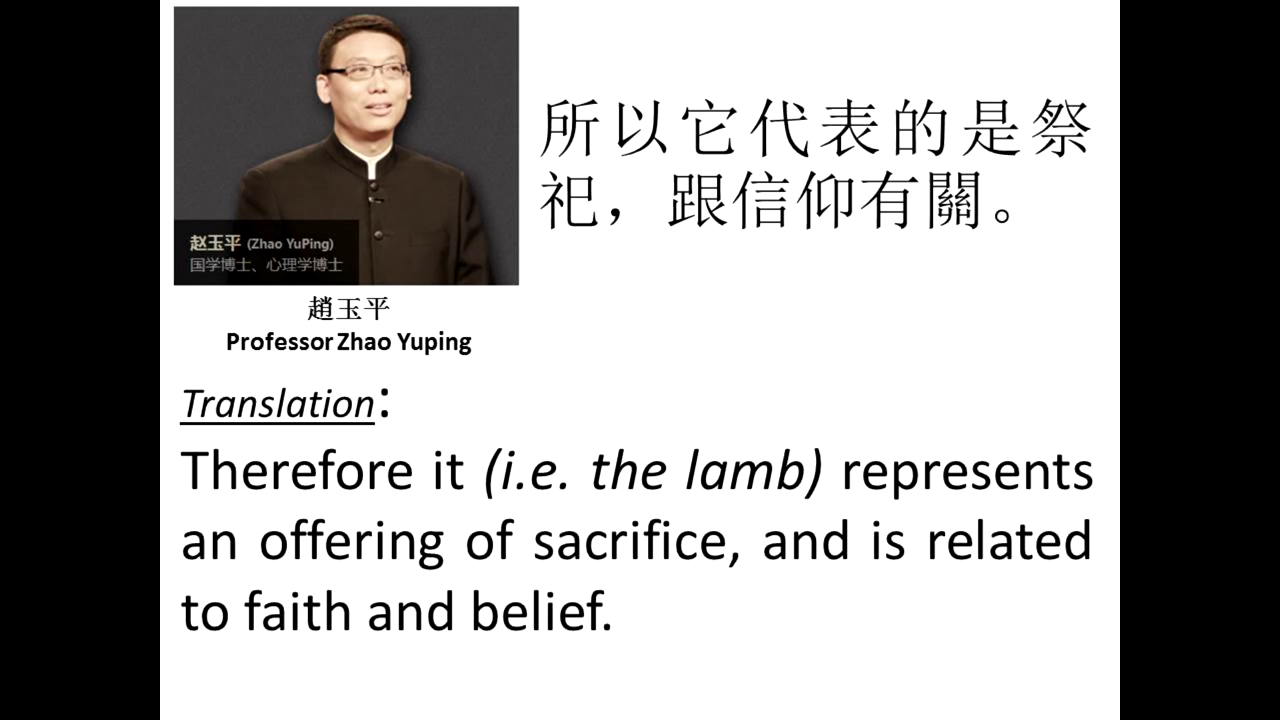 所以它代表的是祭
祀，跟信仰有關。
赵玉平 (Zhao YuPing)
国学博士、心理学博士
趙玉平
Professor Zhao Yuping
Translation:
Therefore it (i.e. the lamb) represents
an offering of sacrifice, and is related
to faith and belief.